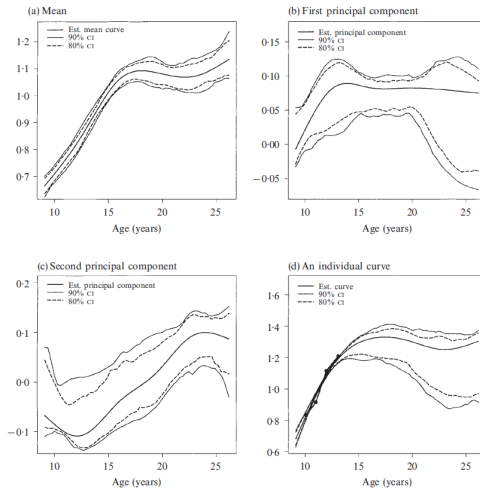 (a) Mean
Est. mean curve
90% CI
80% CI
1·2
1·1
1·0
0·9
0·8
0·7
10 15 20 25
Age (years)
(b) First principal component
Est. principal component
90% CI
80% CI
0·15
0·10
0·05
0·00
−0·05
10 15 20 25
Age (years)
(c) Second principal component
Est. principal component
90% CI
80% CI
0·2
0·1
0·0
−0·1
10 15 20 25
Age (years)
(d) An individual curve
Est. curve
90% CI
80% CI
1·6
1·4
1·2
1·0
0·8
0·6
10 15 20 25
Age (years)